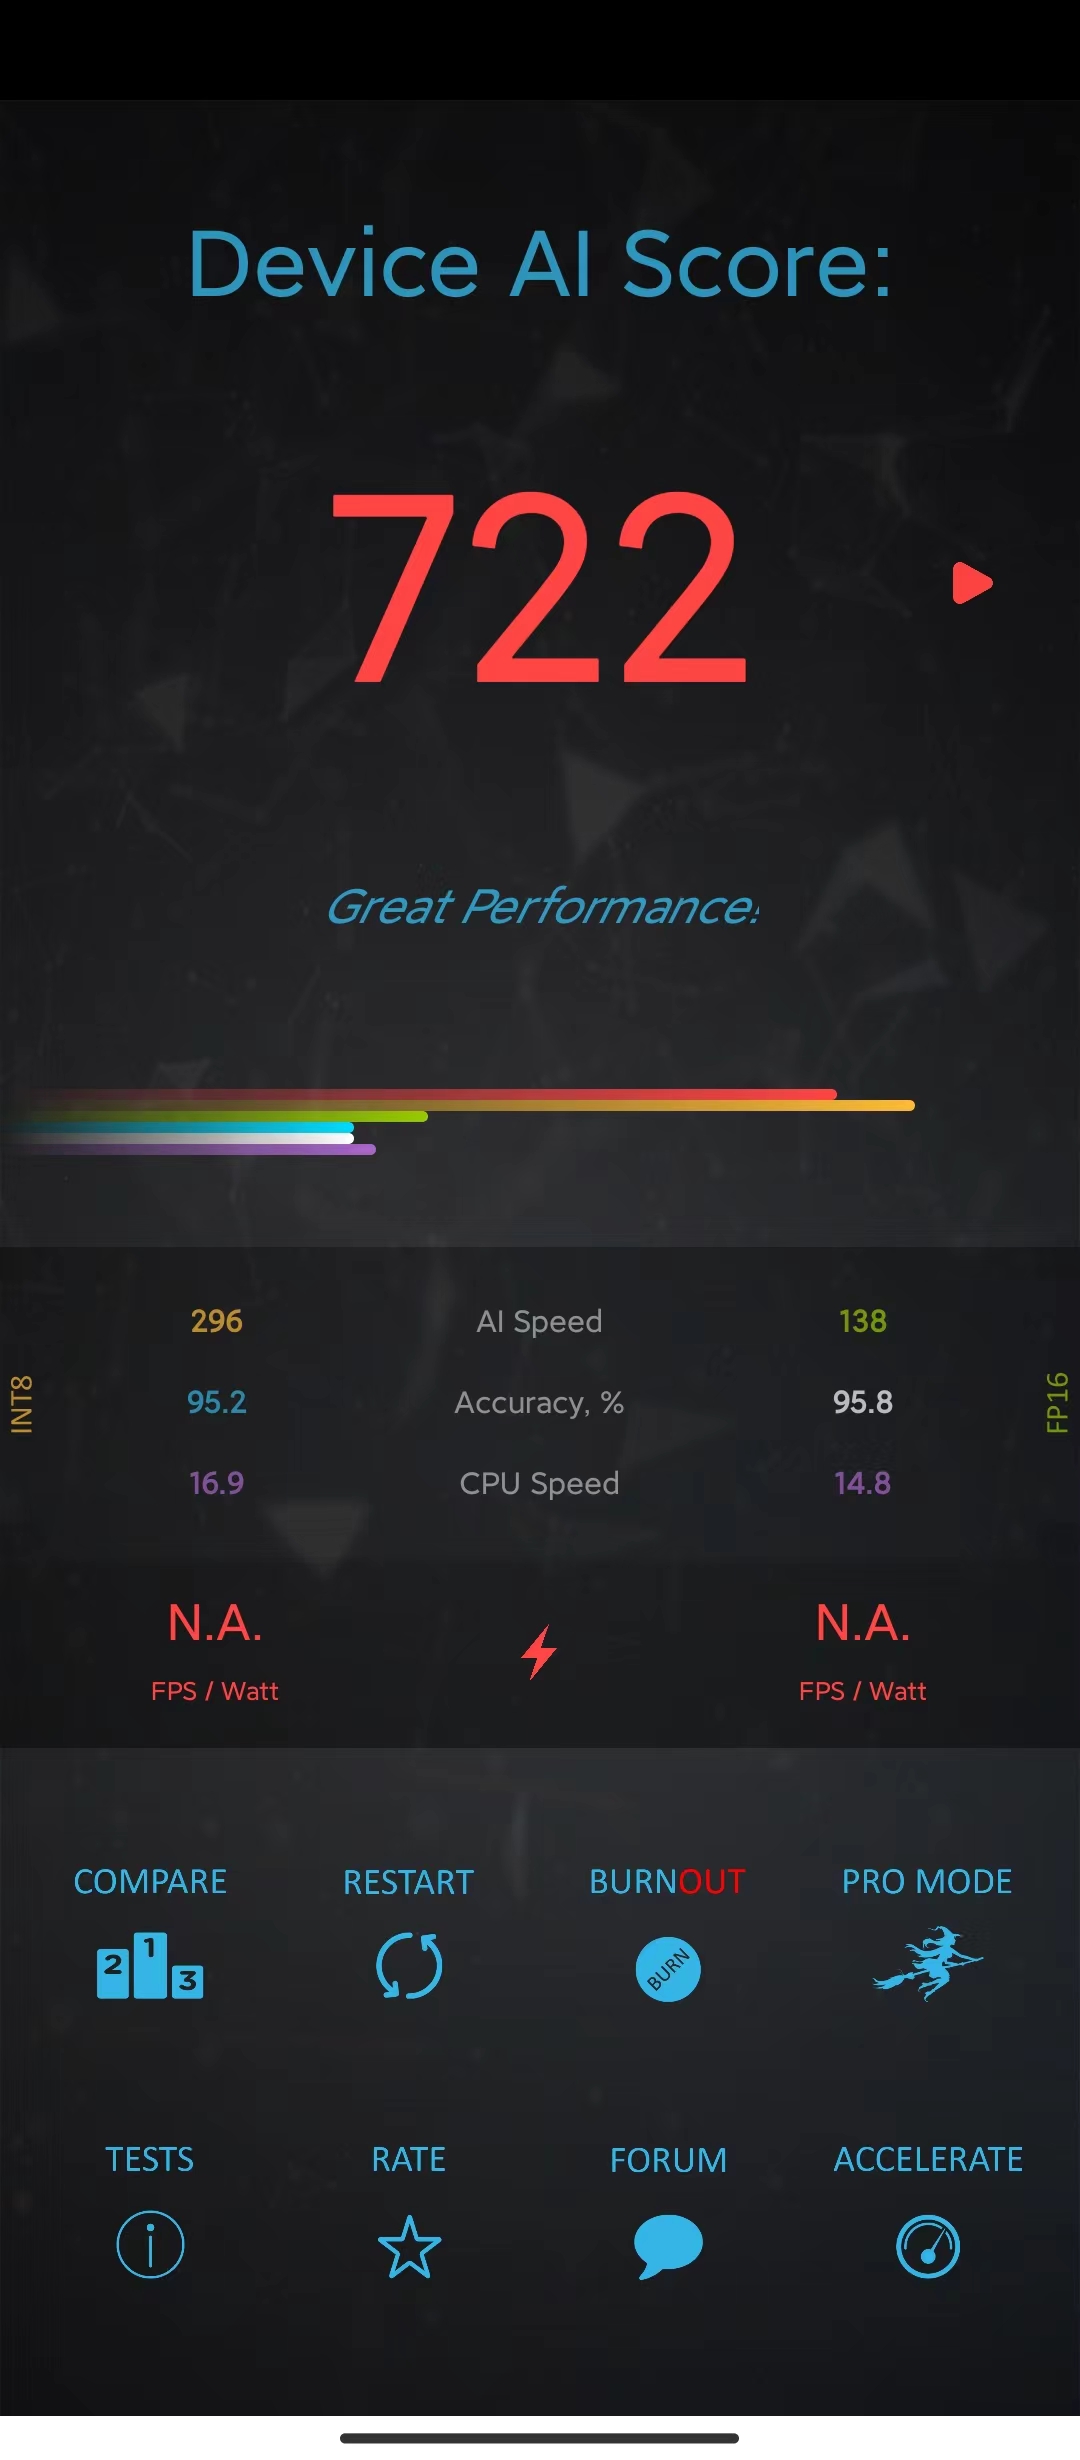 Device AI Score:
722
Great Performance!
296 AI Speed 138
INT8 95.2 Accuracy, % 95.8 FP16
16.9 CPU Speed 14.8
N.A. N.A.
FPS / Watt FPS / Watt
COMPARE RESTART BURNOUT PRO MODE
2 1 3 BURN
TESTS RATE FORUM ACCELERATE